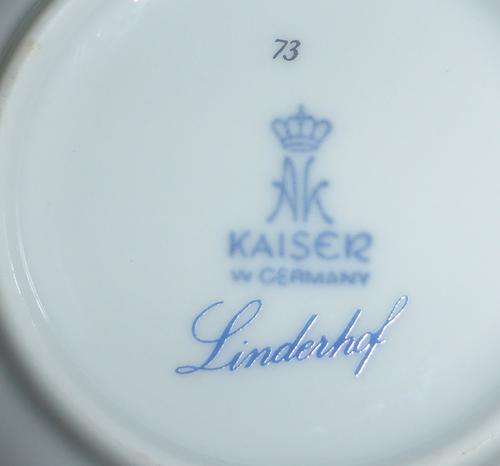 73
AK
KAISER
W GERMANY
Linderhof